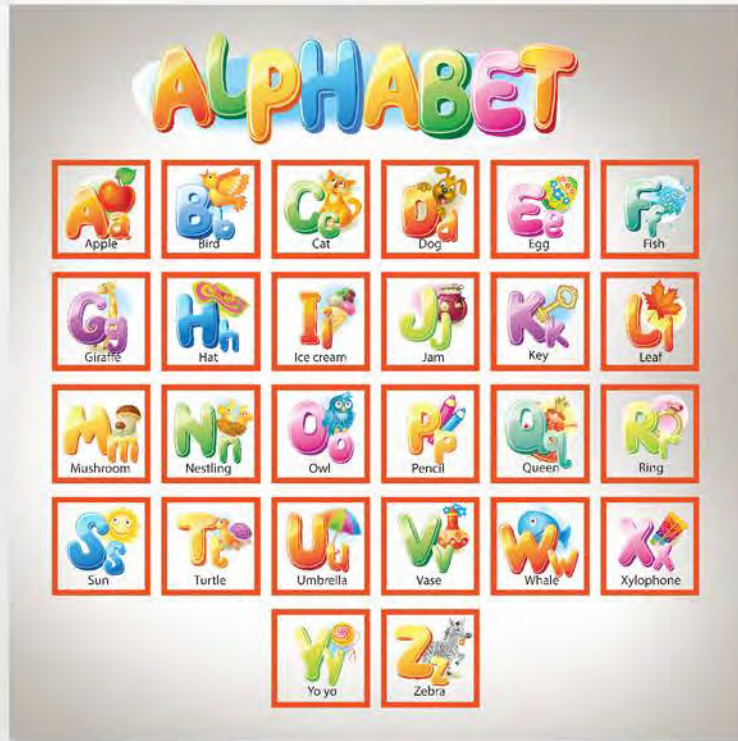 ALPHABET
Aa Bb Cc Dd Ee Ff
Apple Bird Cat Dog Egg Fish
Gg Hh Ii Jj Kk Ll
Giraffe Hat Ice cream Jam Key Leaf
Mm Nn Oo Pp Qq Rr
Mushroom Nestling Owl Pencil Queen Ring
Ss Tt Uu Vv Ww Xx
Sun Turtle Umbrella Vase Whale Xylophone
Yy Zz
Yo yo Zebra